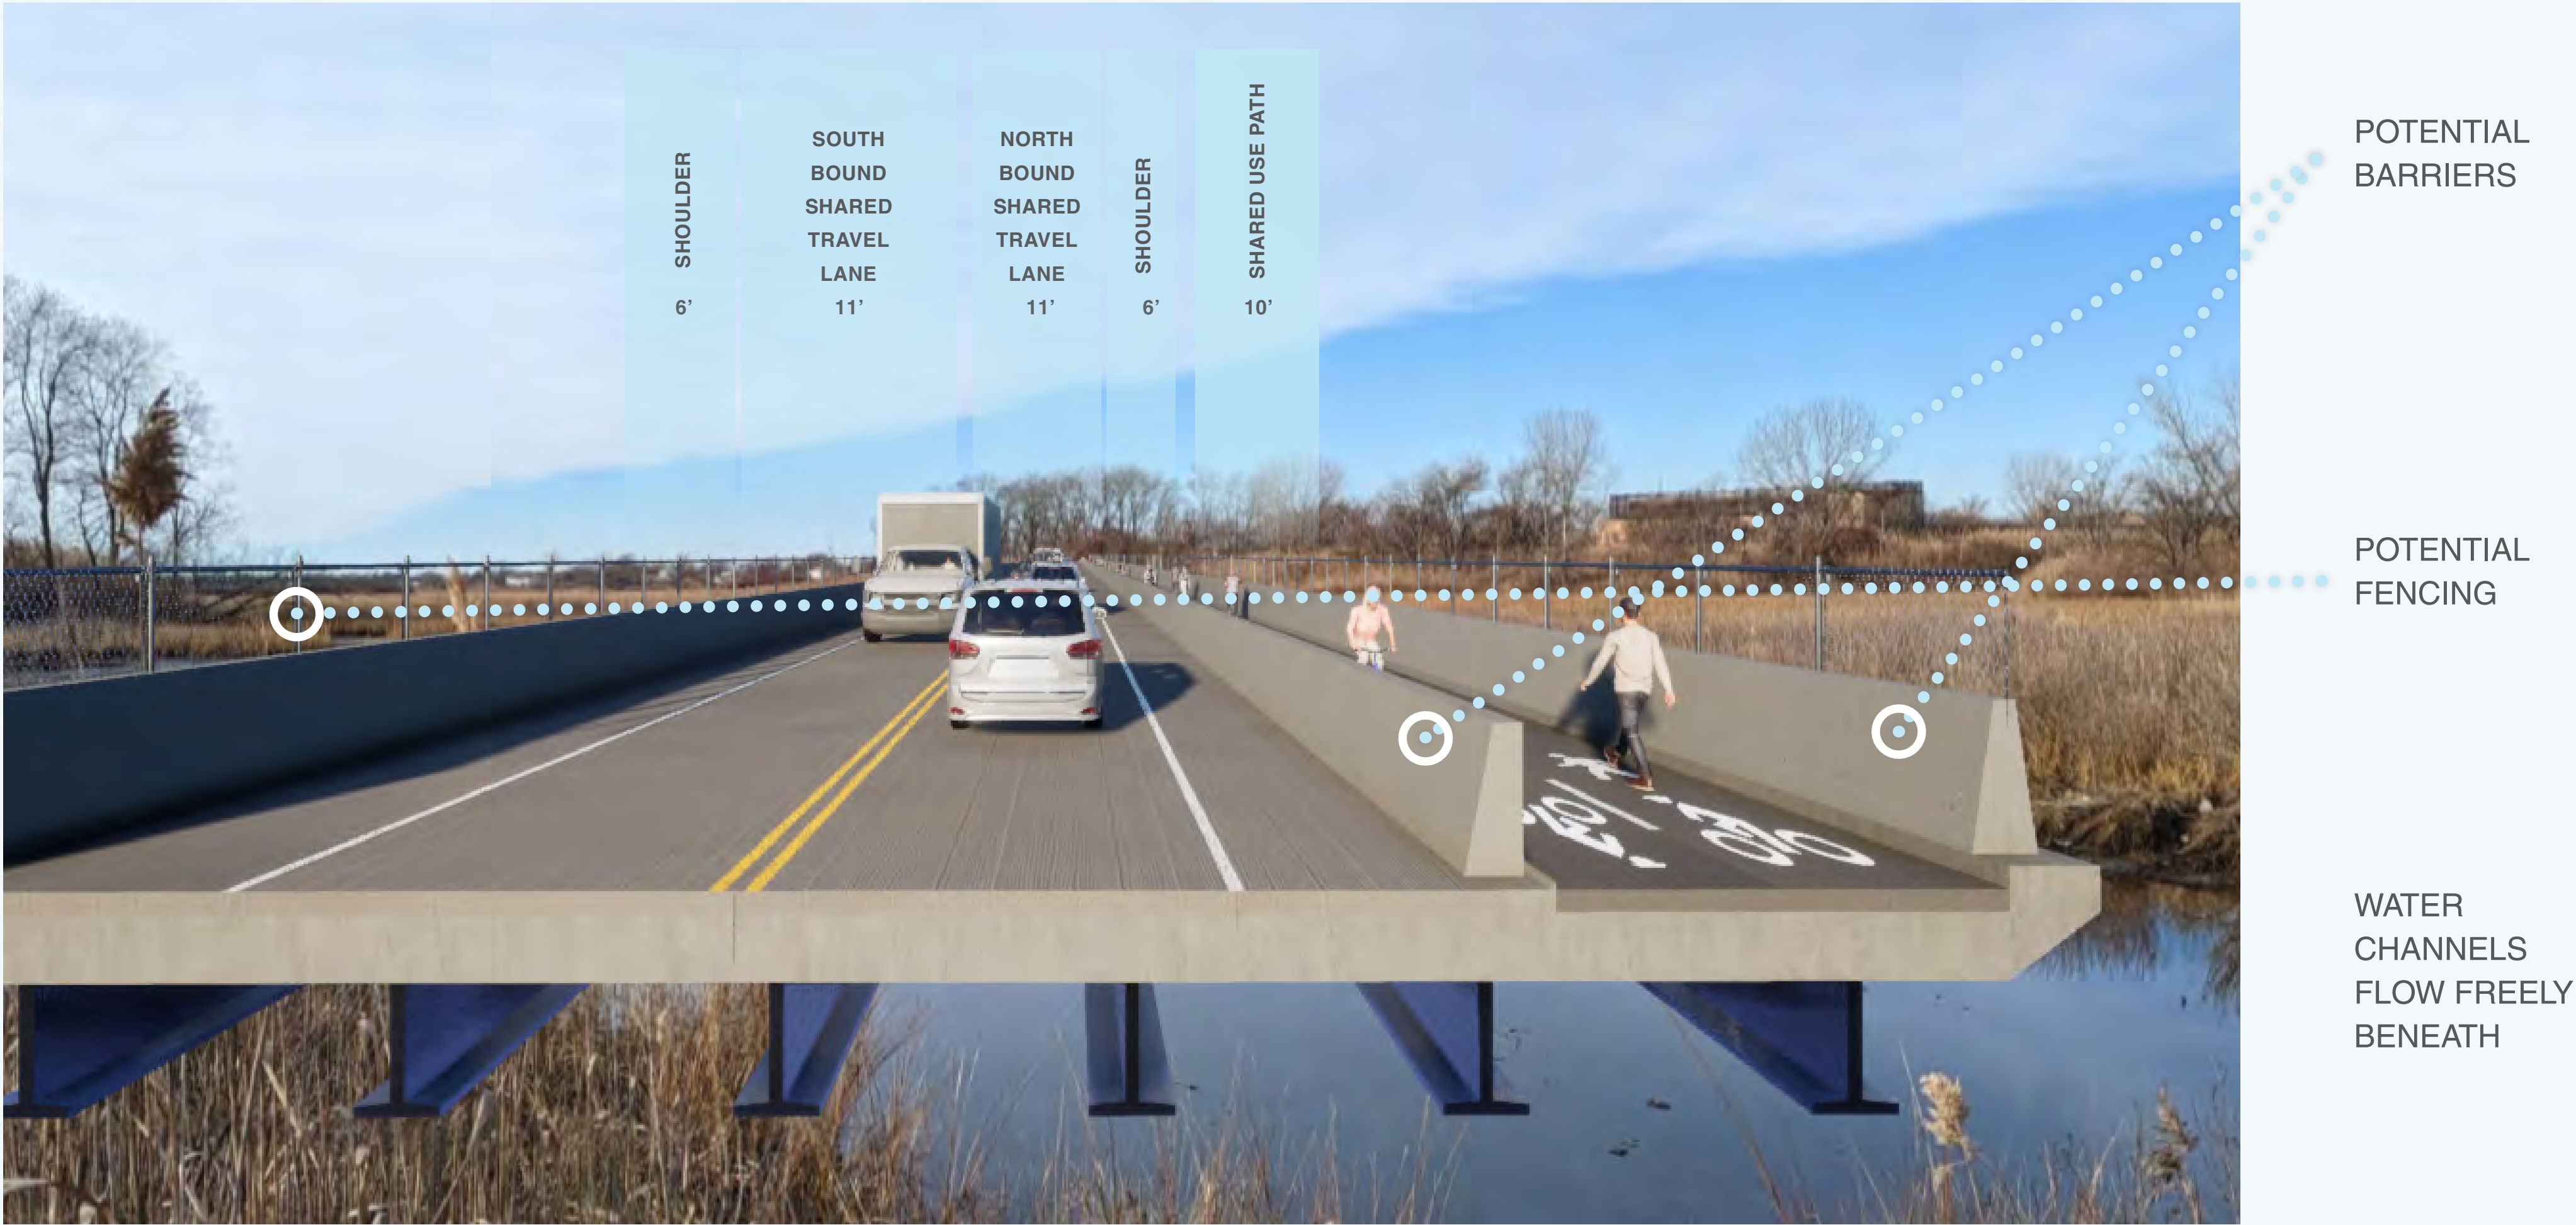 SHOULDER
6’
SOUTH
BOUND
SHARED
TRAVEL
LANE
11’
NORTH
BOUND
SHARED
TRAVEL
LANE
11’
SHOULDER
6’
SHARED USE PATH
10’
POTENTIAL
BARRIERS
POTENTIAL
FENCING
WATER
CHANNELS
FLOW FREELY
BENEATH